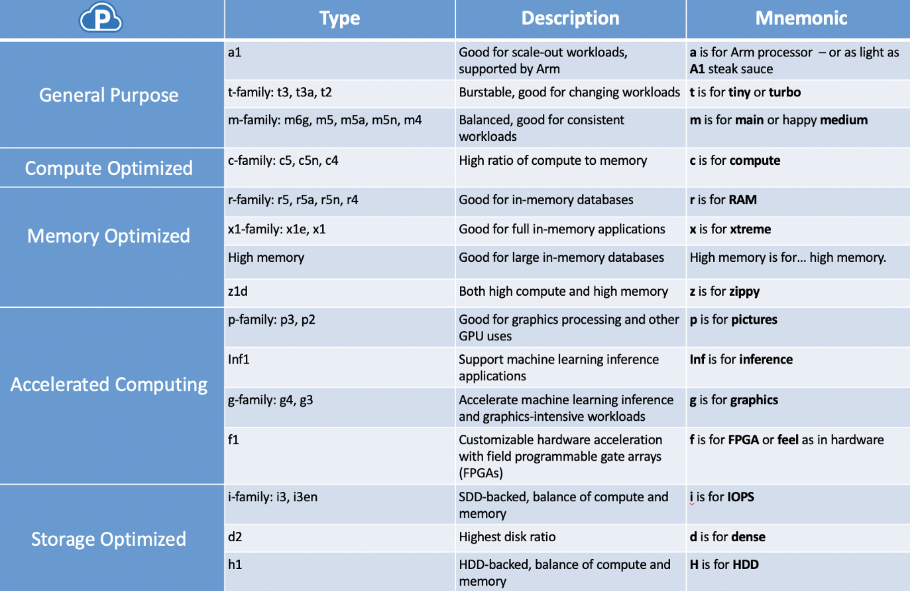 P
Type
Description
Mnemonic
General Purpose
a1
Good for scale-out workloads,
supported by Arm
a is for Arm processor – or as light as
A1 steak sauce
t-family: t3, t3a, t2
Burstable, good for changing workloads
t is for tiny or turbo
m-family: m6g, m5, m5a, m5n, m4
Balanced, good for consistent
workloads
m is for main or happy medium
Compute Optimized
c-family: c5, c5n, c4
High ratio of compute to memory
c is for compute
Memory Optimized
r-family: r5, r5a, r5n, r4
Good for in-memory databases
r is for RAM
x1-family: x1e, x1
Good for full in-memory applications
x is for xtreme
High memory
Good for large in-memory databases
High memory is for... high memory.
z1d
Both high compute and high memory
z is for zippy
Accelerated Computing
p-family: p3, p2
Good for graphics processing and other
GPU uses
p is for pictures
Inf1
Support machine learning inference
applications
Inf is for inference
g-family: g4, g3
Accelerate machine learning inference
and graphics-intensive workloads
g is for graphics
f1
Customizable hardware acceleration
with field programmable gate arrays
(FPGAs)
f is for FPGA or feel as in hardware
Storage Optimized
i-family: i3, i3en
SDD-backed, balance of compute and
memory
i is for IOPS
d2
Highest disk ratio
d is for dense
h1
HDD-backed, balance of compute and
memory
H is for HDD